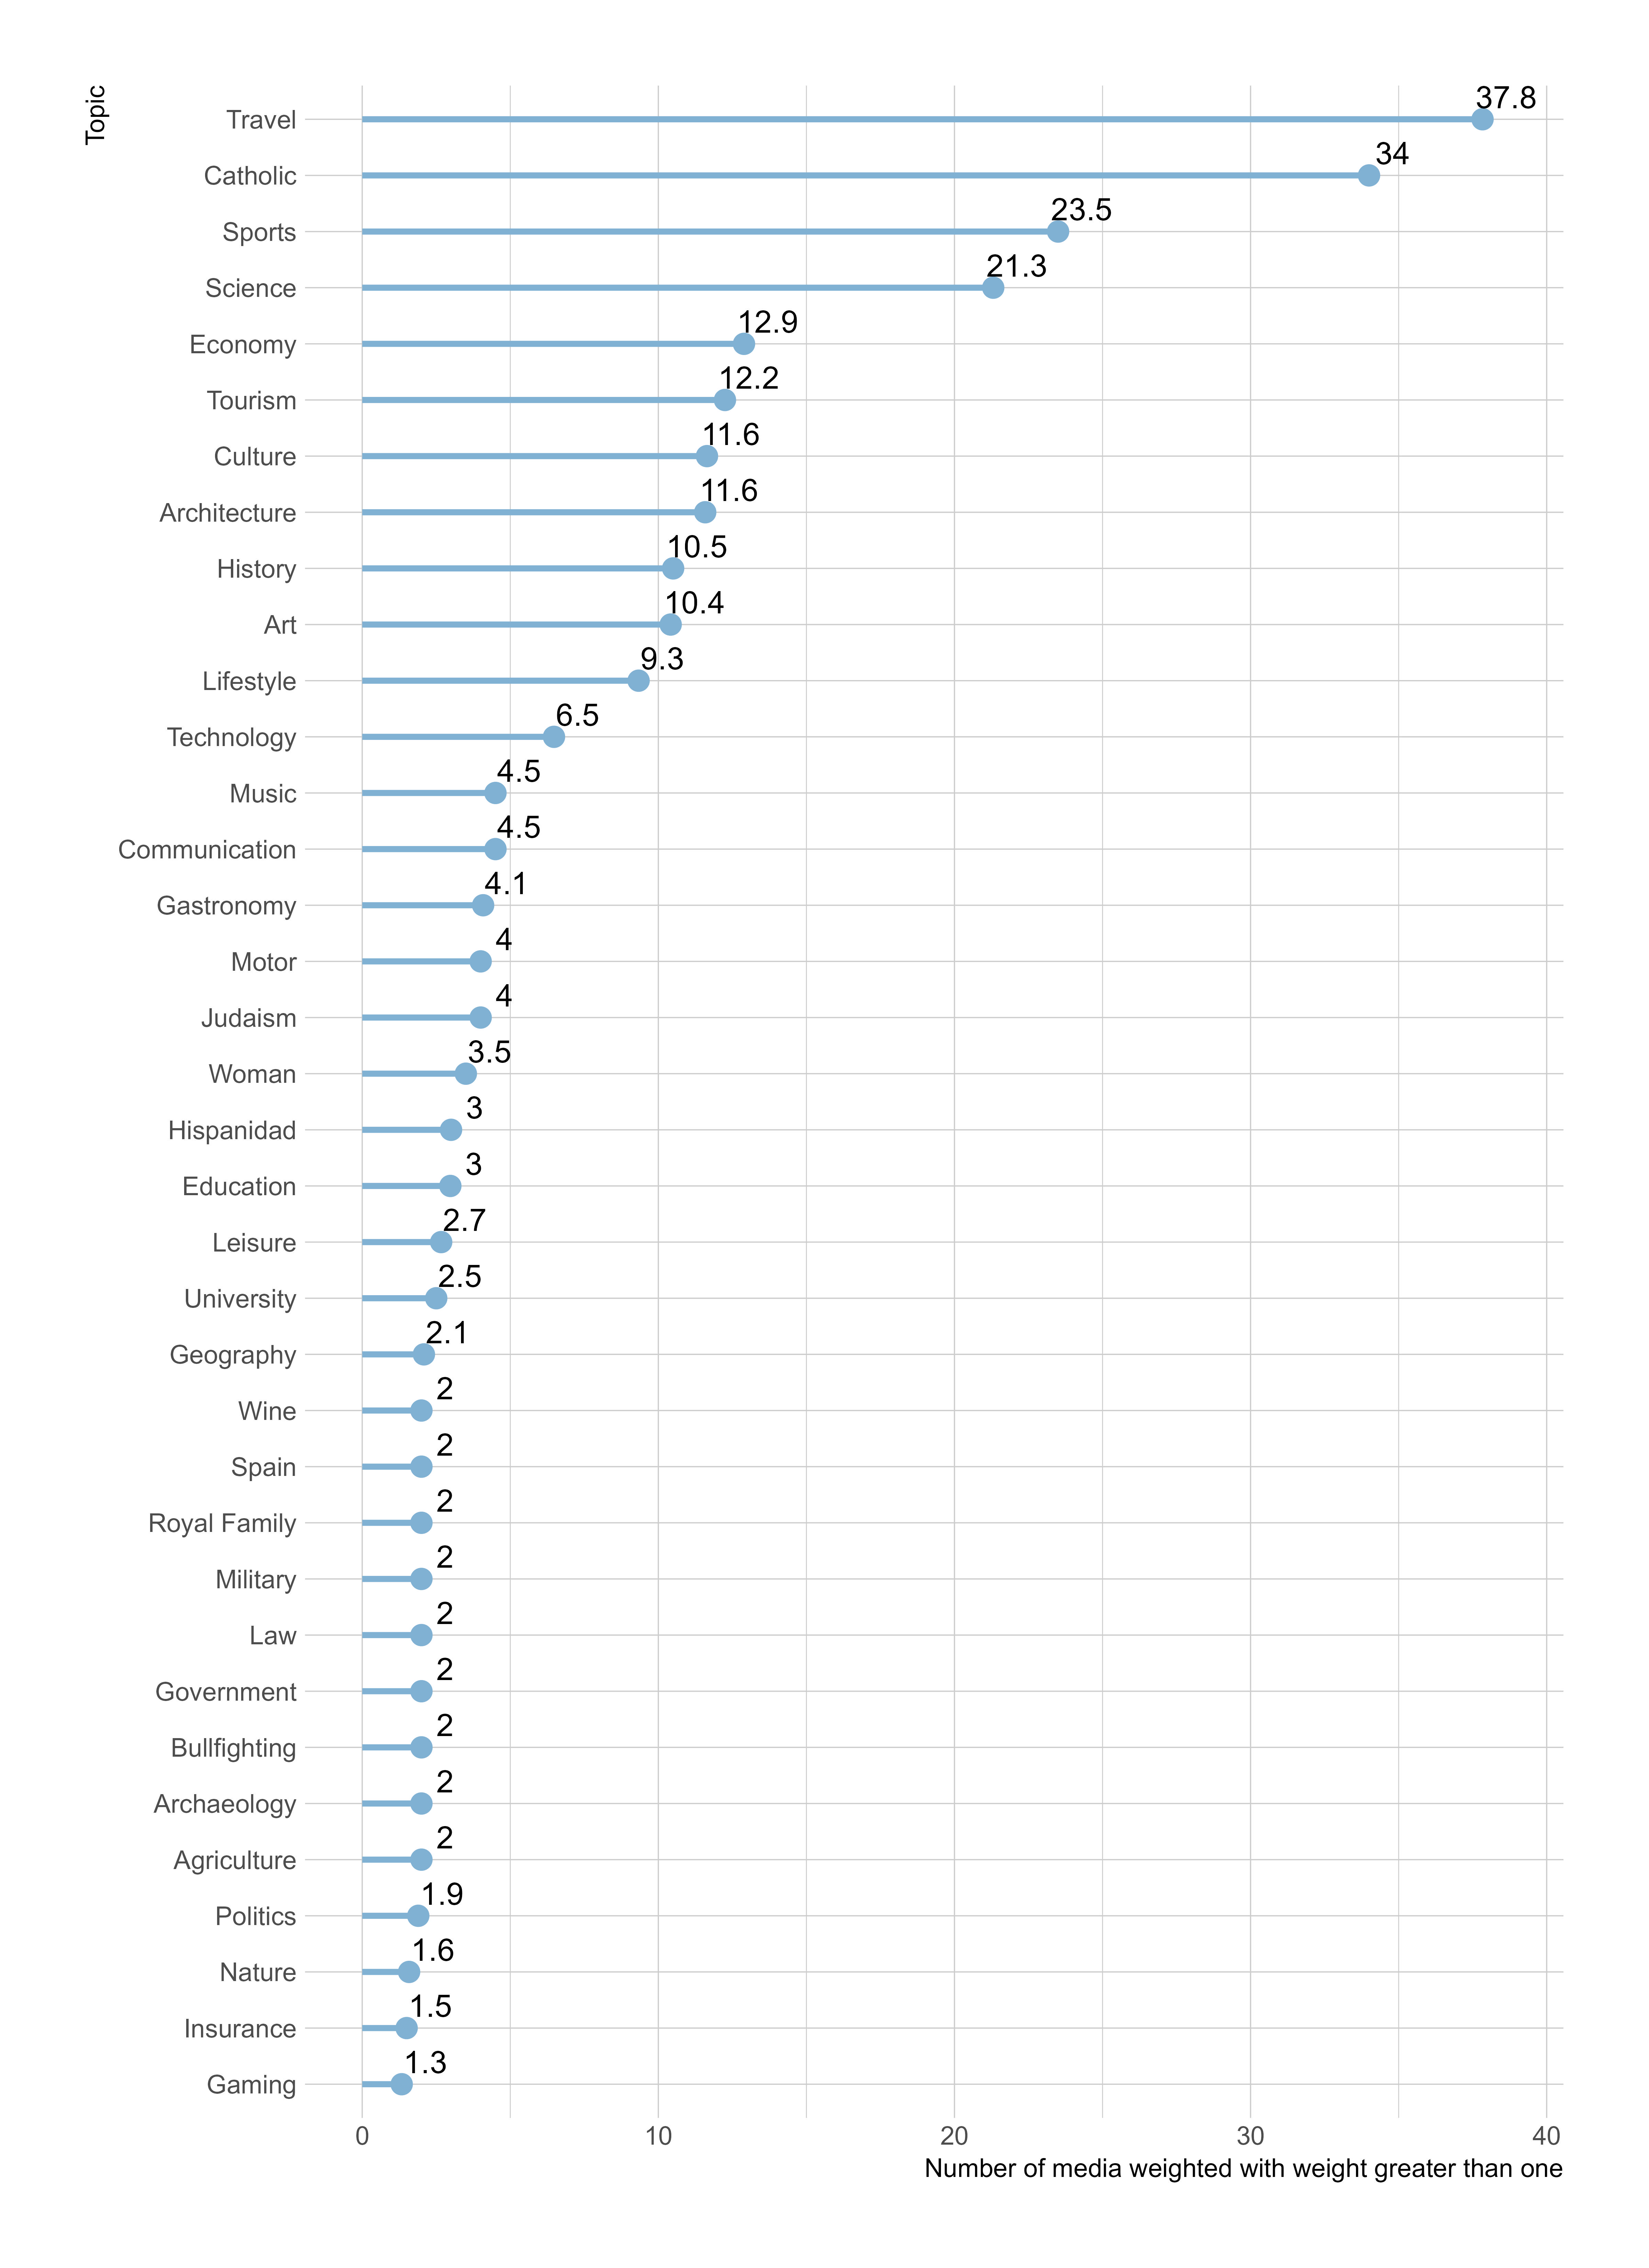 Topic
Travel 37.8
Catholic 34
Sports 23.5
Science 21.3
Economy 12.9
Tourism 12.2
Culture 11.6
Architecture 11.6
History 10.5
Art 10.4
Lifestyle 9.3
Technology 6.5
Music 4.5
Communication 4.5
Gastronomy 4.1
Motor 4
Judaism 4
Woman 3.5
Hispanidad 3
Education 3
Leisure 2.7
University 2.5
Geography 2.1
Wine 2
Spain 2
Royal Family 2
Military 2
Law 2
Government 2
Bullfighting 2
Archaeology 2
Agriculture 2
Politics 1.9
Nature 1.6
Insurance 1.5
Gaming 1.3
0 10 20 30 40
Number of media weighted with weight greater than one